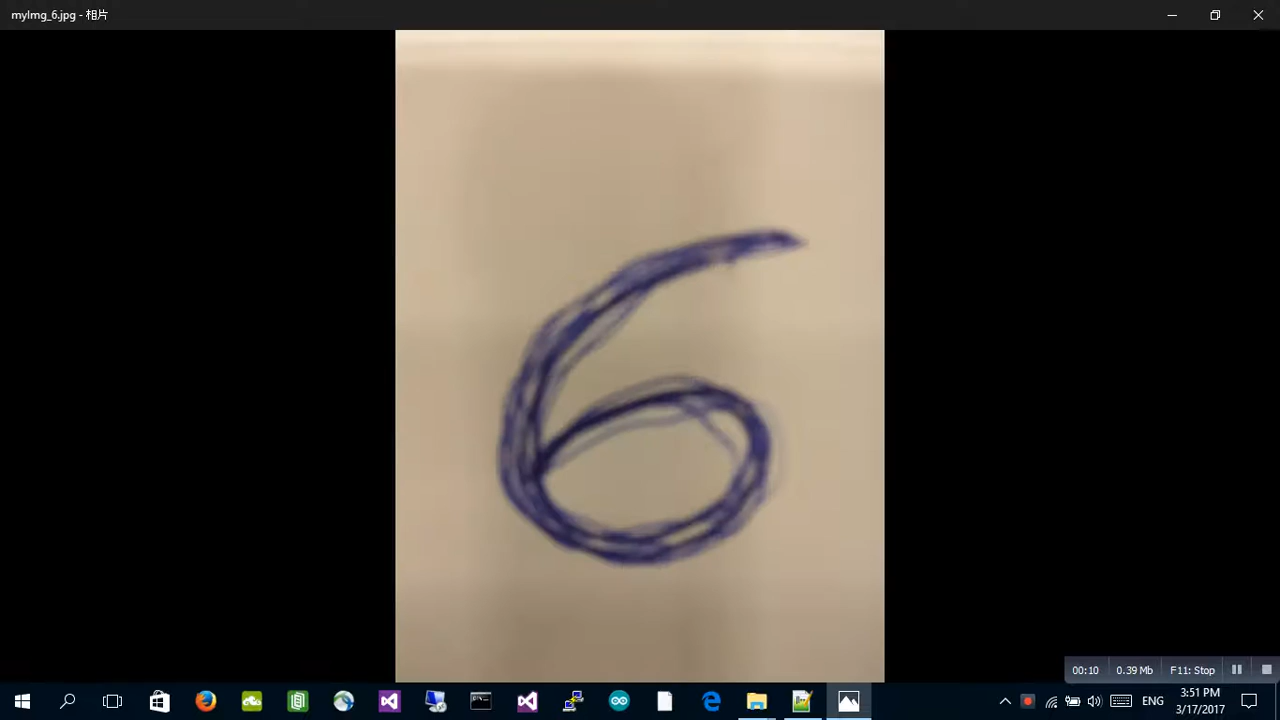 myImg_6.jpg - 相片
6
00:10 0.39 Mb F11: Stop
ENG
3:51 PM
3/17/2017